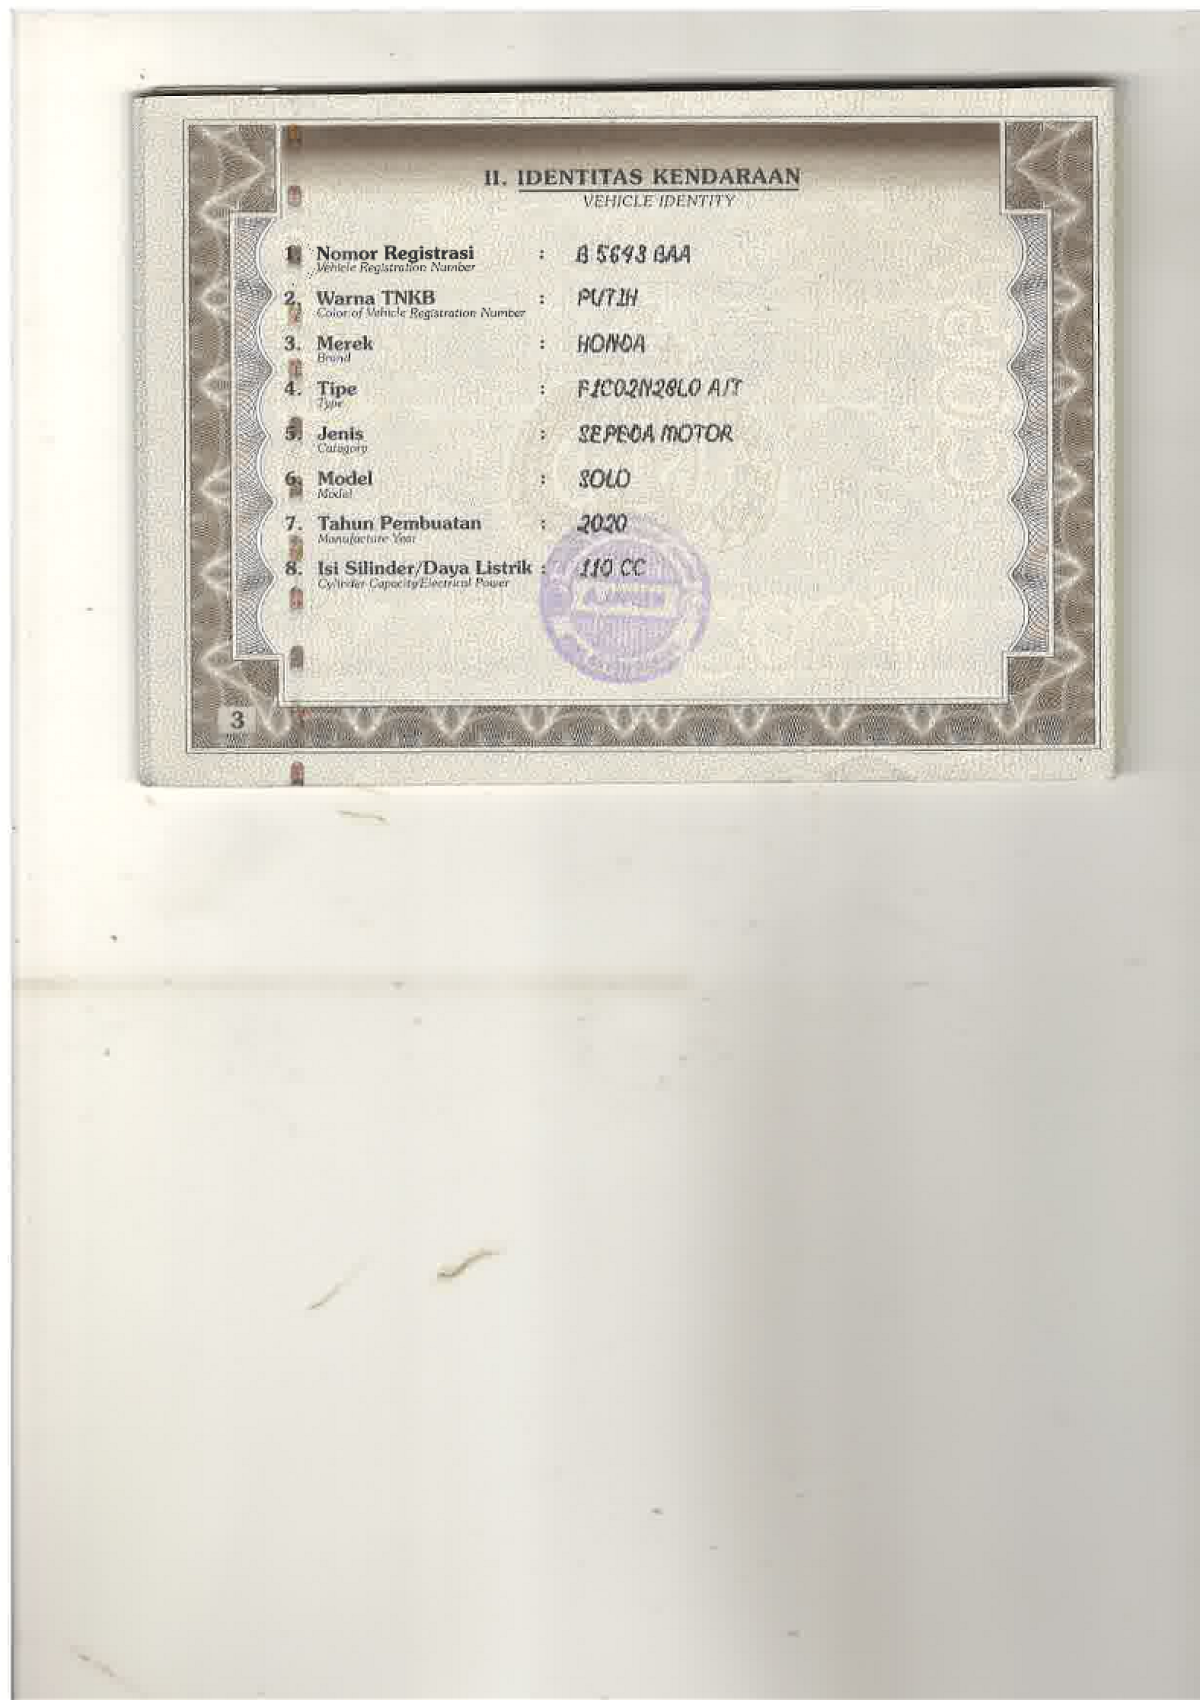 II. IDENTITAS KENDARAAN
VEHICLE IDENTITY
1. Nomor Registrasi : B 5643 BAA
Vehicle Registration Number
2. Warna TNKB : PUTIH
Color of Vehicle Registration Number
3. Merek : HONDA
Brand
4. Tipe : F1C02N28L0 A/T
Type
5. Jenis : SEPEDA MOTOR
Category
6. Model : SOLO
Model
7. Tahun Pembuatan : 2020
Manufacture Year
8. Isi Silinder/Daya Listrik : 110 CC
Cylinder Capacity/Electrical Power
3